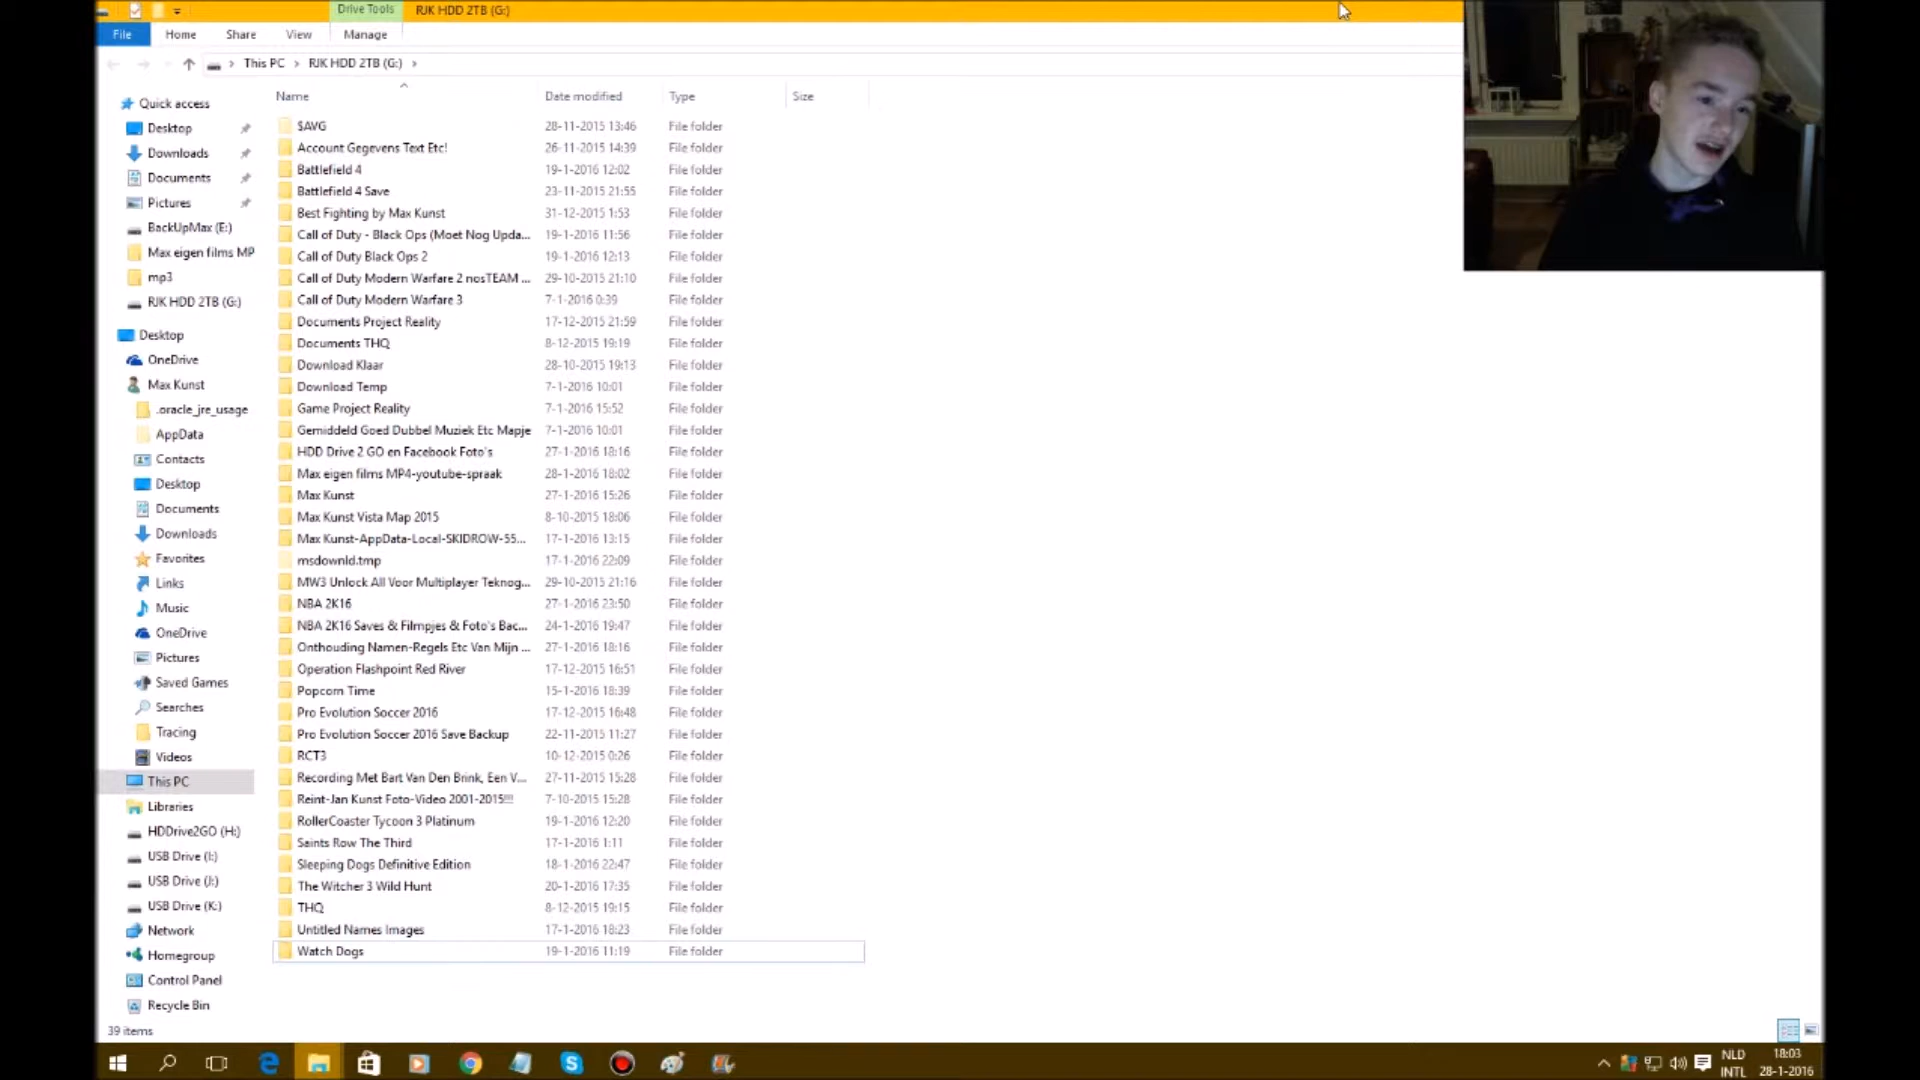 Drive Tools RJK HDD 2TB (G:)
File Home Share View Manage
This PC RJK HDD 2TB (G:)
Name Date modified Type Size
Quick access
Desktop
Downloads
Documents
Pictures
BackUpMax (E:)
Max eigen films MP
mp3
RJK HDD 2TB (G:)
Desktop
OneDrive
Max Kunst
.oracle_jre_usage
AppData
Contacts
Desktop
Documents
Downloads
Favorites
Links
Music
OneDrive
Pictures
Saved Games
Searches
Tracing
Videos
This PC
Libraries
HDDrive2GO (H:)
USB Drive (I:)
USB Drive (J:)
USB Drive (K:)
Network
Homegroup
Control Panel
Recycle Bin
$AVG 28-11-2015 13:46 File folder
Account Gegevens Text Etc! 26-11-2015 14:39 File folder
Battlefield 4 19-1-2016 12:02 File folder
Battlefield 4 Save 23-11-2015 21:55 File folder
Best Fighting by Max Kunst 31-12-2015 1:53 File folder
Call of Duty - Black Ops (Moet Nog Upda... 19-1-2016 11:56 File folder
Call of Duty Black Ops 2 19-1-2016 12:13 File folder
Call of Duty Modern Warfare 2 nosTEAM ... 29-10-2015 21:10 File folder
Call of Duty Modern Warfare 3 7-1-2016 0:39 File folder
Documents Project Reality 17-12-2015 21:59 File folder
Documents THQ 8-12-2015 19:19 File folder
Download Klaar 28-10-2015 19:13 File folder
Download Temp 7-1-2016 10:01 File folder
Game Project Reality 7-1-2016 15:52 File folder
Gemiddeld Goed Dubbel Muziek Etc Mapje 7-1-2016 10:01 File folder
HDD Drive 2 GO en Facebook Foto's 27-1-2016 18:16 File folder
Max eigen films MP4-youtube-spraak 28-1-2016 18:02 File folder
Max Kunst 27-1-2016 15:26 File folder
Max Kunst Vista Map 2015 8-10-2015 18:06 File folder
Max Kunst-AppData-Local-SKIDROW-55... 17-1-2016 13:15 File folder
msdownld.tmp 17-1-2016 22:09 File folder
MW3 Unlock All Voor Multiplayer Teknog... 29-10-2015 21:16 File folder
NBA 2K16 27-1-2016 23:50 File folder
NBA 2K16 Saves & Filmpjes & Foto's Bac... 24-1-2016 19:47 File folder
Onthouding Namen-Regels Etc Van Mijn ... 27-1-2016 18:16 File folder
Operation Flashpoint Red River 17-12-2015 16:51 File folder
Popcorn Time 15-1-2016 18:39 File folder
Pro Evolution Soccer 2016 17-12-2015 16:48 File folder
Pro Evolution Soccer 2016 Save Backup 22-11-2015 11:27 File folder
RCT3 10-12-2015 0:26 File folder
Recording Met Bart Van Den Brink, Een V... 27-11-2015 15:28 File folder
Reint-Jan Kunst Foto-Video 2001-2015!!! 7-10-2015 15:28 File folder
RollerCoaster Tycoon 3 Platinum 19-1-2016 12:20 File folder
Saints Row The Third 17-1-2016 1:11 File folder
Sleeping Dogs Definitive Edition 18-1-2016 22:47 File folder
The Witcher 3 Wild Hunt 20-1-2016 17:35 File folder
THQ 8-12-2015 19:15 File folder
Untitled Names Images 17-1-2016 18:23 File folder
Watch Dogs 19-1-2016 11:19 File folder
39 items
NLD 18:03
INTL 28-1-2016